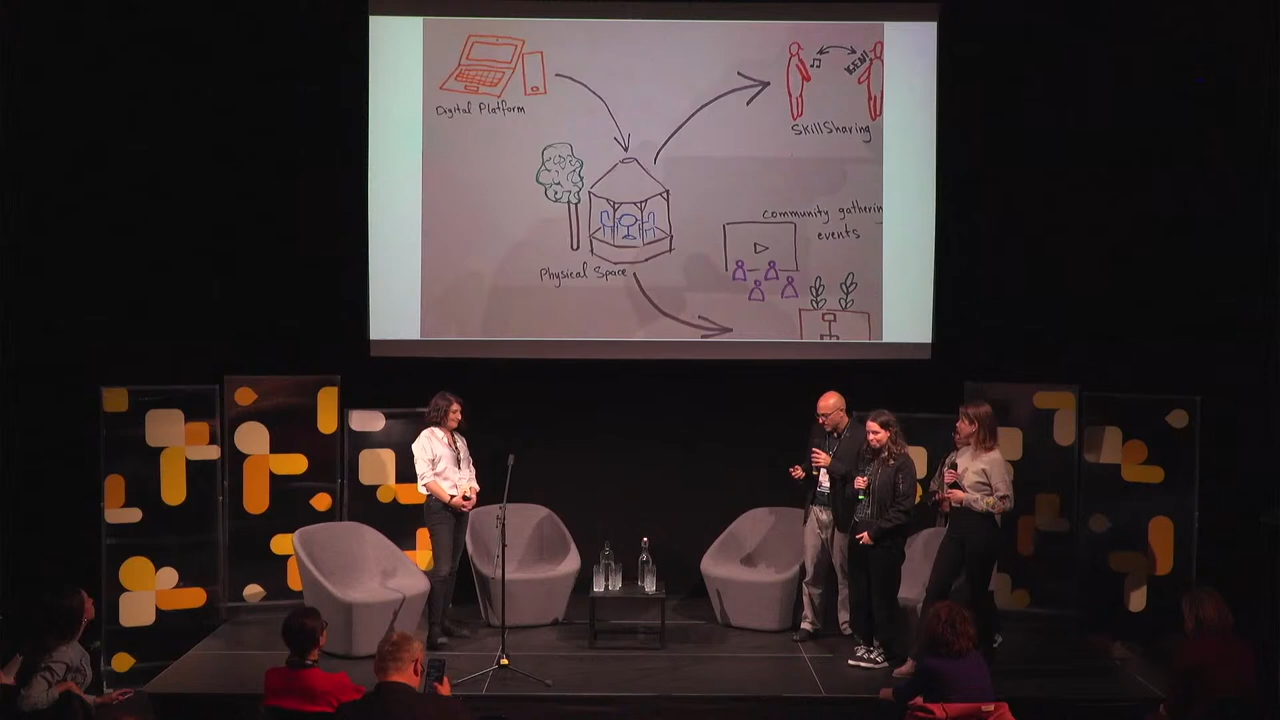 Digital Platform
SkillSharing
community gatherin
events
Physical Space